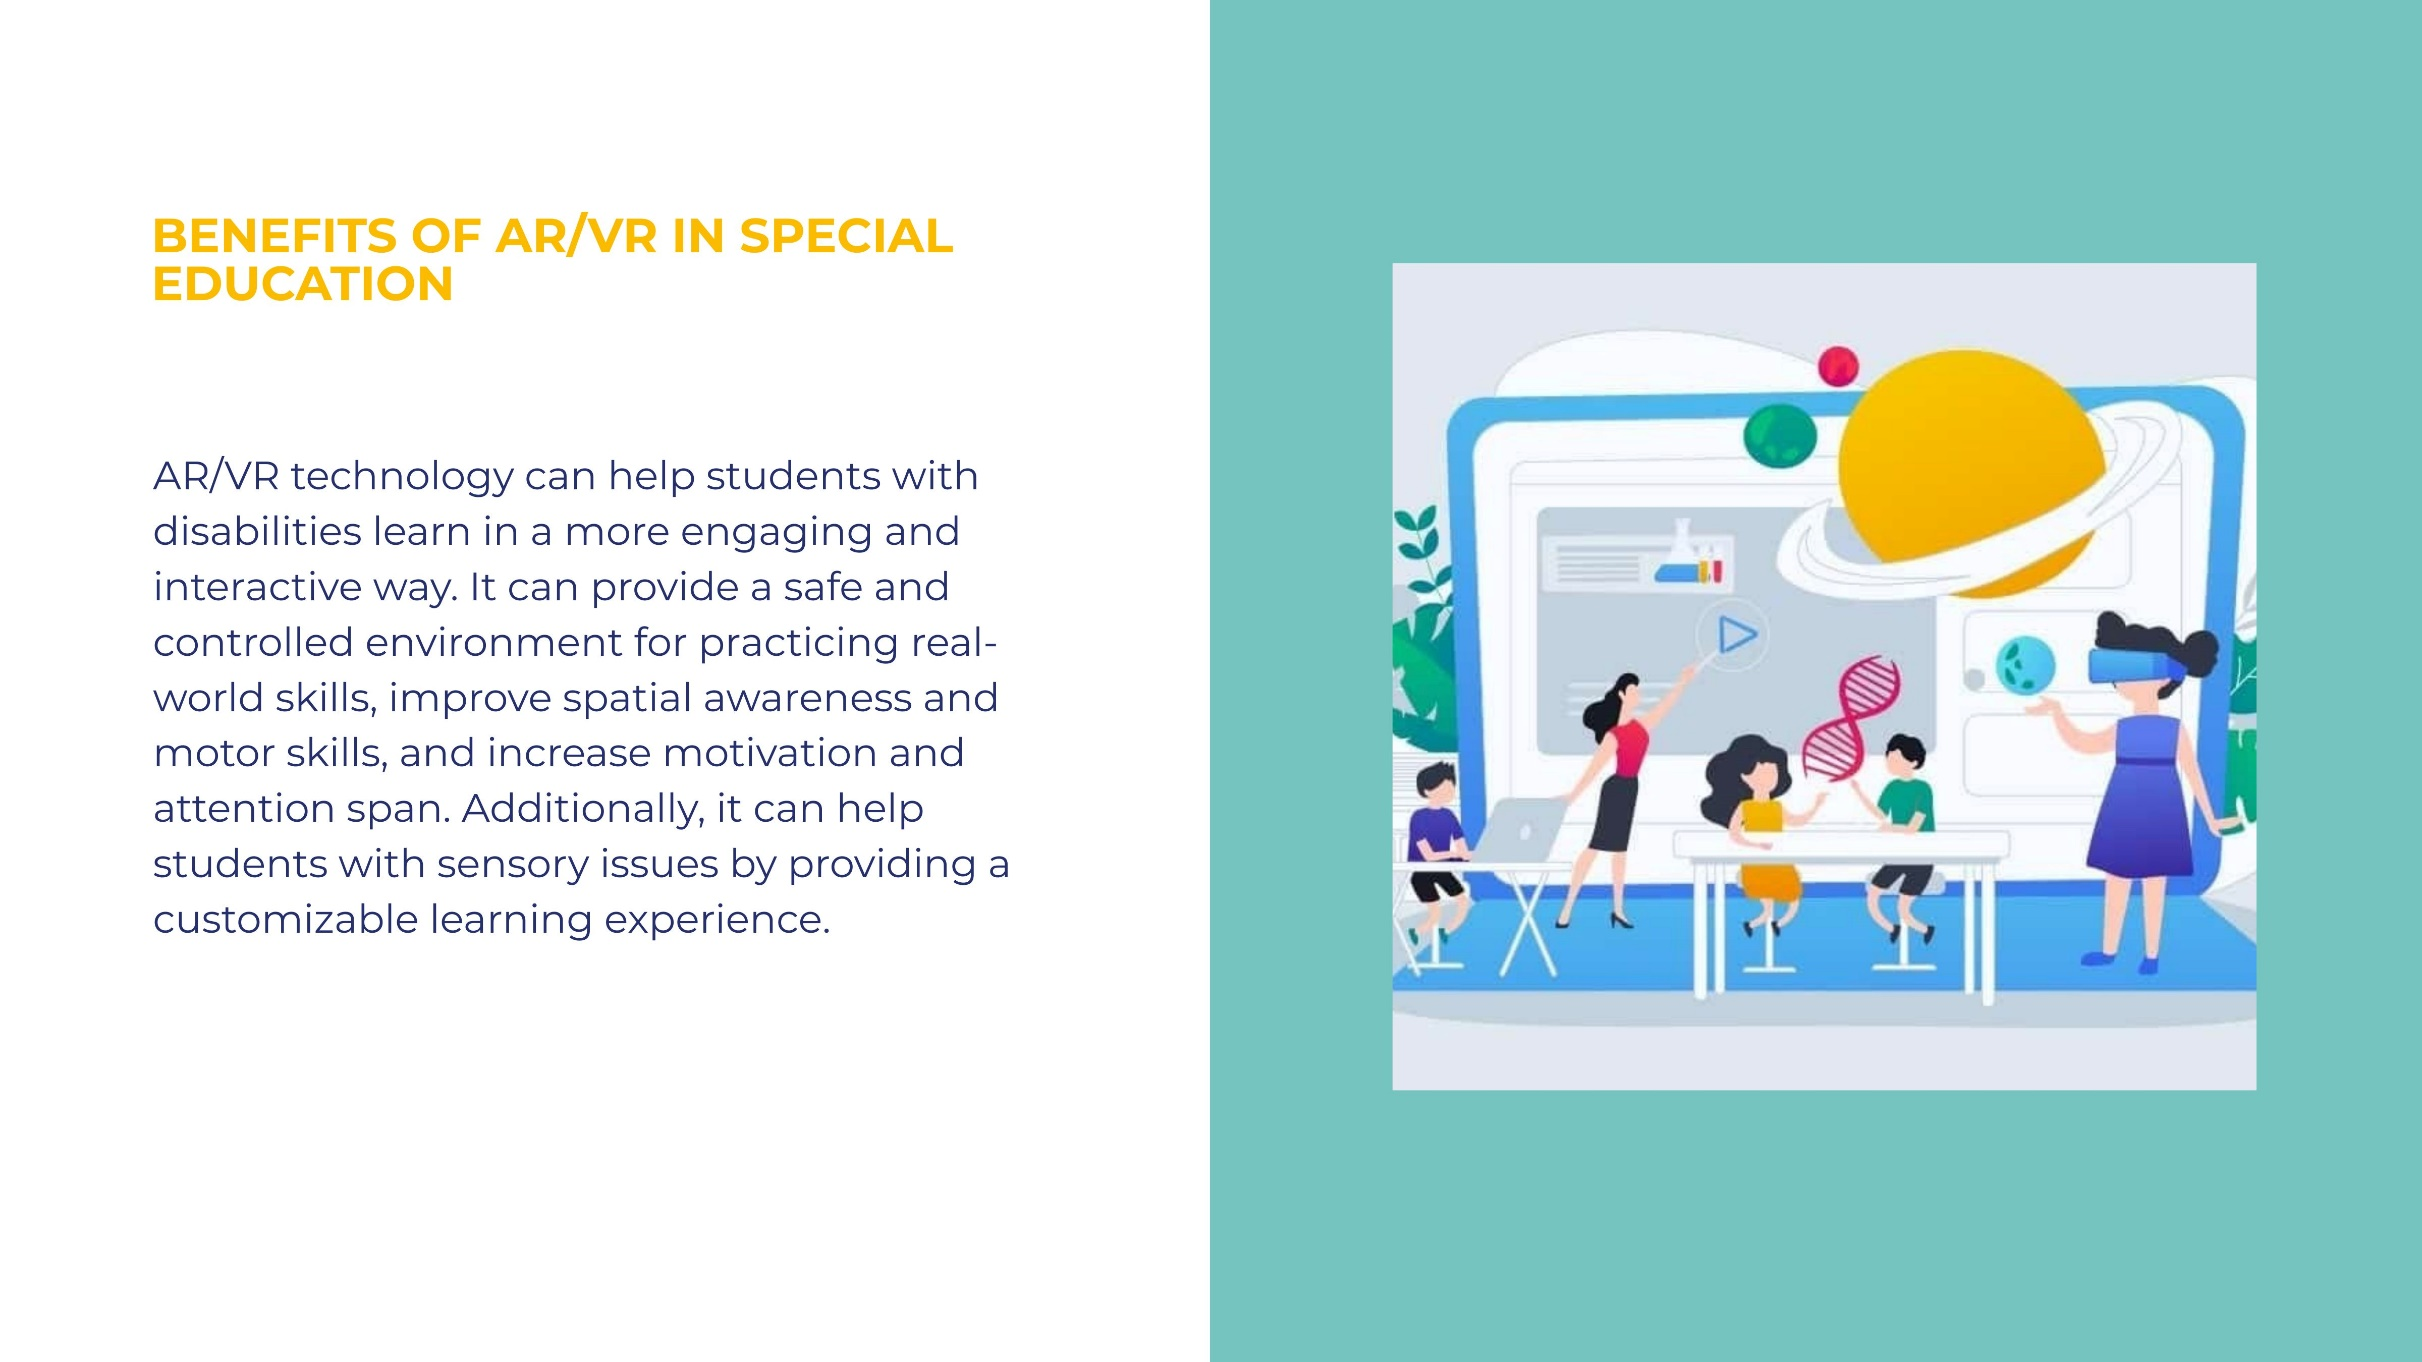 BENEFITS OF AR/VR IN SPECIAL
EDUCATION
AR/VR technology can help students with
disabilities learn in a more engaging and
interactive way. It can provide a safe and
controlled environment for practicing real-
world skills, improve spatial awareness and
motor skills, and increase motivation and
attention span. Additionally, it can help
students with sensory issues by providing a
customizable learning experience.